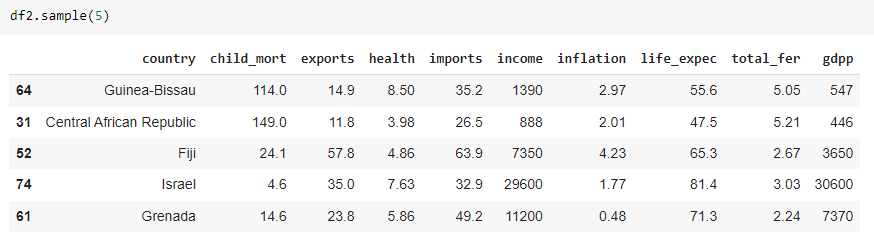 df2.sample(5)
country child_mort exports health imports income inflation life_expec total_fer gdpp
64 Guinea-Bissau 114.0 14.9 8.50 35.2 1390 2.97 55.6 5.05 547
31 Central African Republic 149.0 11.8 3.98 26.5 888 2.01 47.5 5.21 446
52 Fiji 24.1 57.8 4.86 63.9 7350 4.23 65.3 2.67 3650
74 Israel 4.6 35.0 7.63 32.9 29600 1.77 81.4 3.03 30600
61 Grenada 14.6 23.8 5.86 49.2 11200 0.48 71.3 2.24 7370